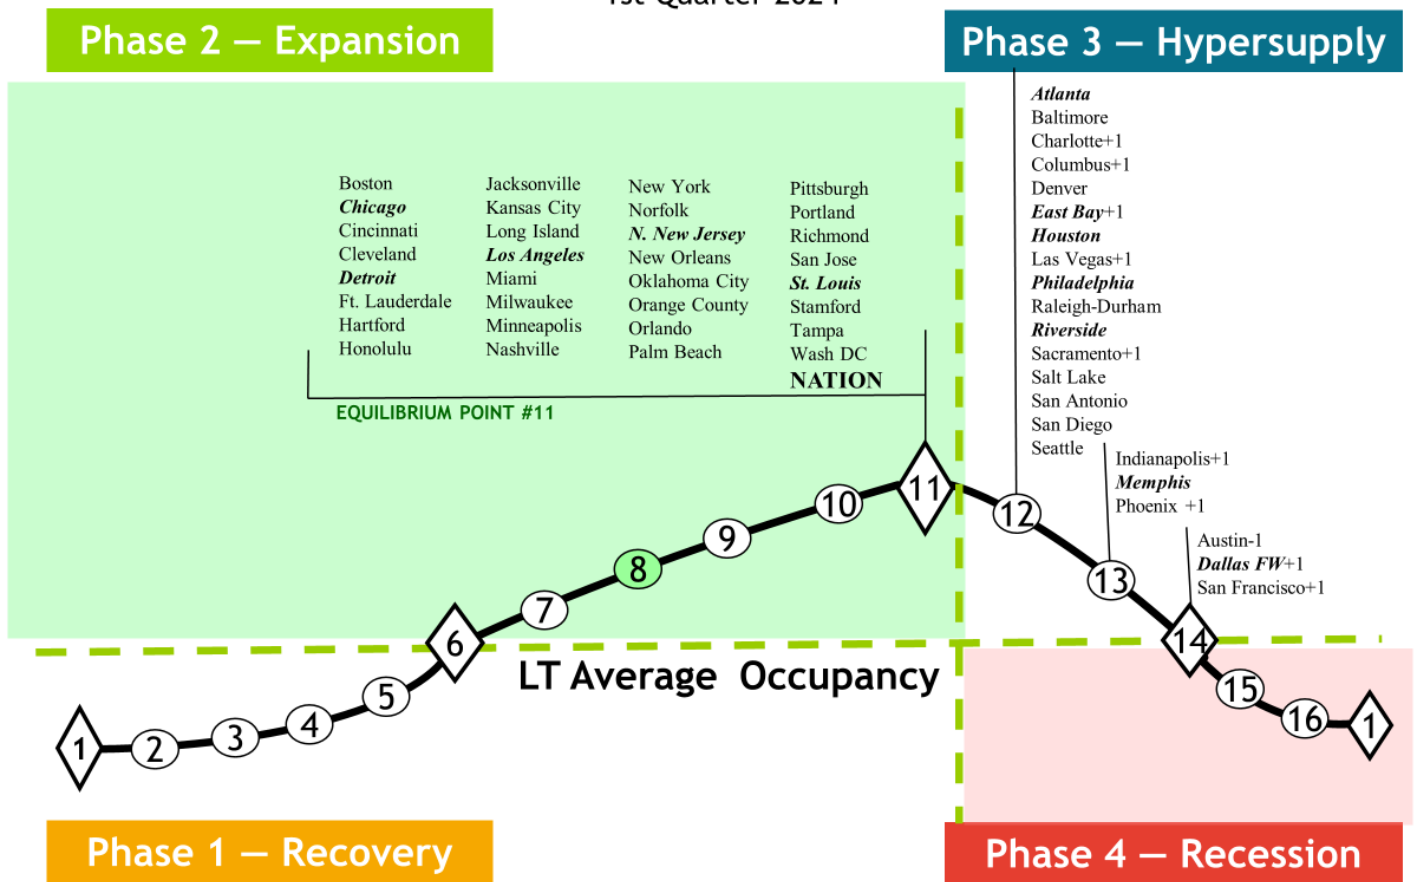 1st Quarter 2024
Phase 2 — Expansion
Phase 3 — Hypersupply
Boston
Chicago
Cincinnati
Cleveland
Detroit
Ft. Lauderdale
Hartford
Honolulu
Jacksonville
Kansas City
Long Island
Los Angeles
Miami
Milwaukee
Minneapolis
Nashville
New York
Norfolk
N. New Jersey
New Orleans
Oklahoma City
Orange County
Orlando
Palm Beach
Pittsburgh
Portland
Richmond
San Jose
St. Louis
Stamford
Tampa
Wash DC
NATION
EQUILIBRIUM POINT #11
Atlanta
Baltimore
Charlotte+1
Columbus+1
Denver
East Bay+1
Houston
Las Vegas+1
Philadelphia
Raleigh-Durham
Riverside
Sacramento+1
Salt Lake
San Antonio
San Diego
Seattle
Indianapolis+1
Memphis
Phoenix +1
Austin-1
Dallas FW+1
San Francisco+1
1
2
3
4
5
6
7
8
9
10
11
12
13
14
15
16
1
LT Average Occupancy
Phase 1 — Recovery
Phase 4 — Recession